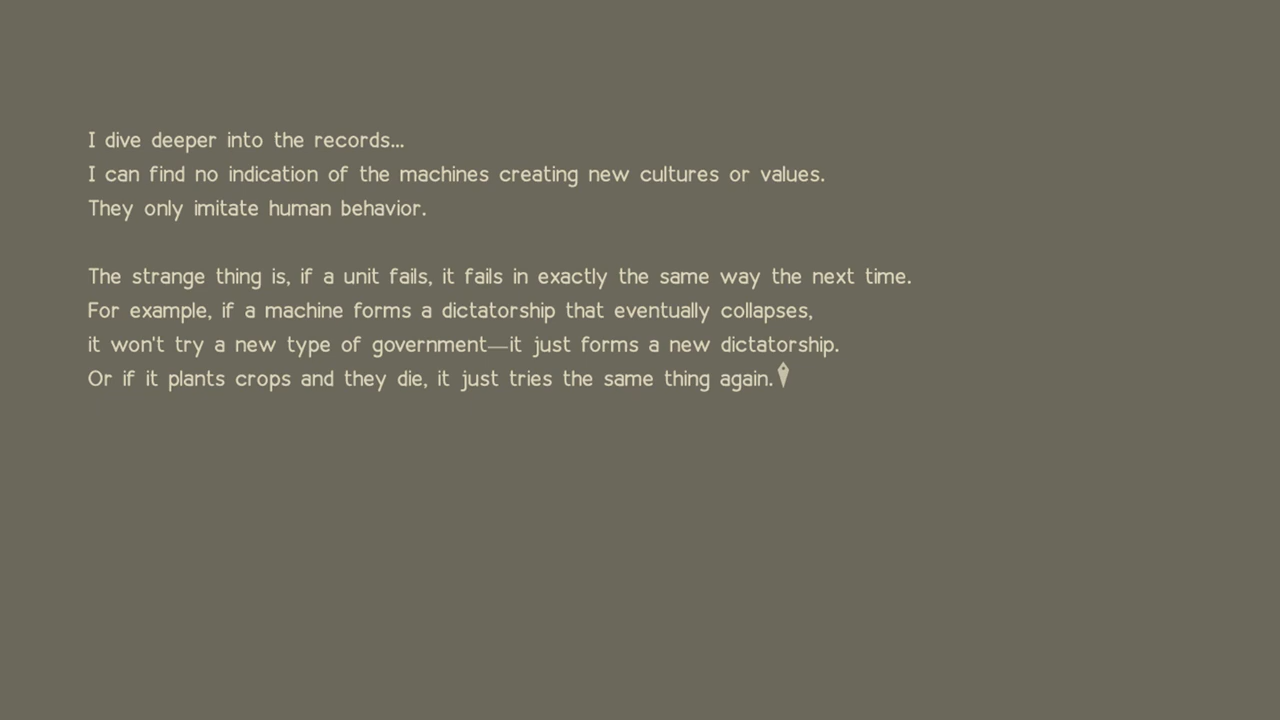 I dive deeper into the records...
I can find no indication of the machines creating new cultures or values.
They only imitate human behavior.
The strange thing is, if a unit fails, it fails in exactly the same way the next time.
For example, if a machine forms a dictatorship that eventually collapses,
it won't try a new type of government—it just forms a new dictatorship.
Or if it plants crops and they die, it just tries the same thing again.